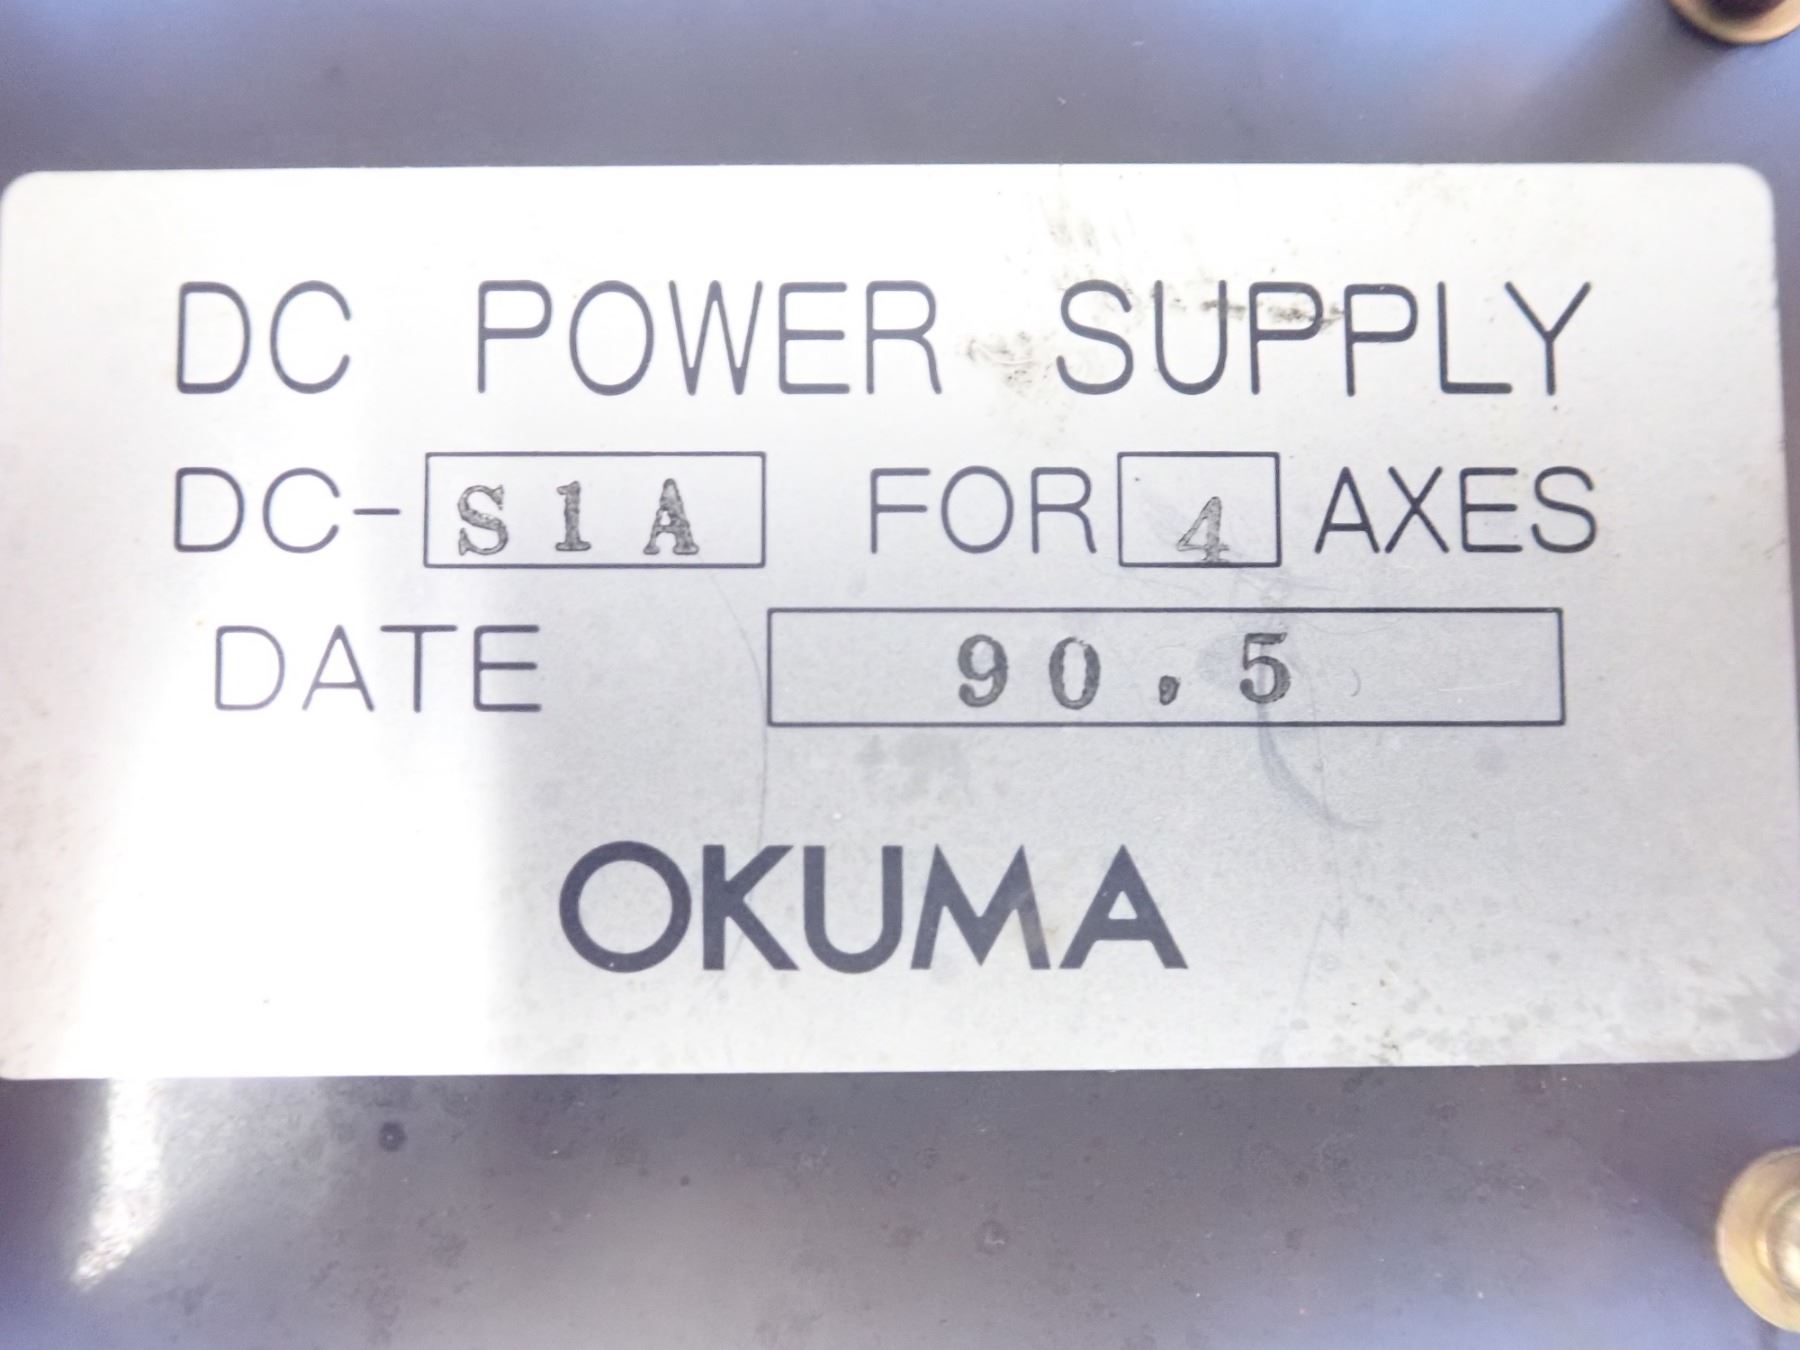 DC POWER SUPPLY
DC-S1A FOR 4 AXES
DATE 90.5
OKUMA